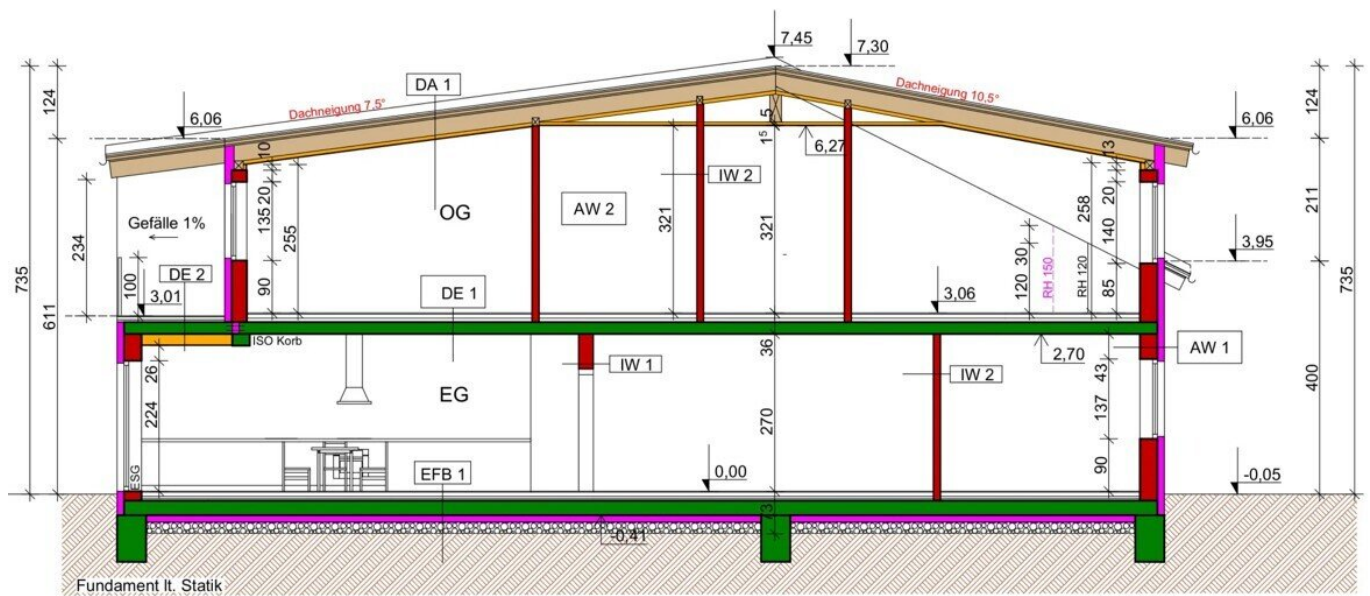 7,45
7,30
DA 1
Dachneigung 7.5°
Dachneigung 10,5°
124
124
124
6,06
6,06
10
5
1⁵
13
6,27
IW 2
AW 2
OG
20
135
255
90
321
321
258
20
140
85
211
Gefälle 1%
234
DE 2
100
3,01
DE 1
120
30
RH 150
RH 120
3,95
3,06
735
611
735
400
ISO Korb
36
2,70
AW 1
26
224
IW 1
IW 2
EG
43
137
90
270
ESG
EFB 1
0,00
-0,05
73
-0,41
Fundament lt. Statik